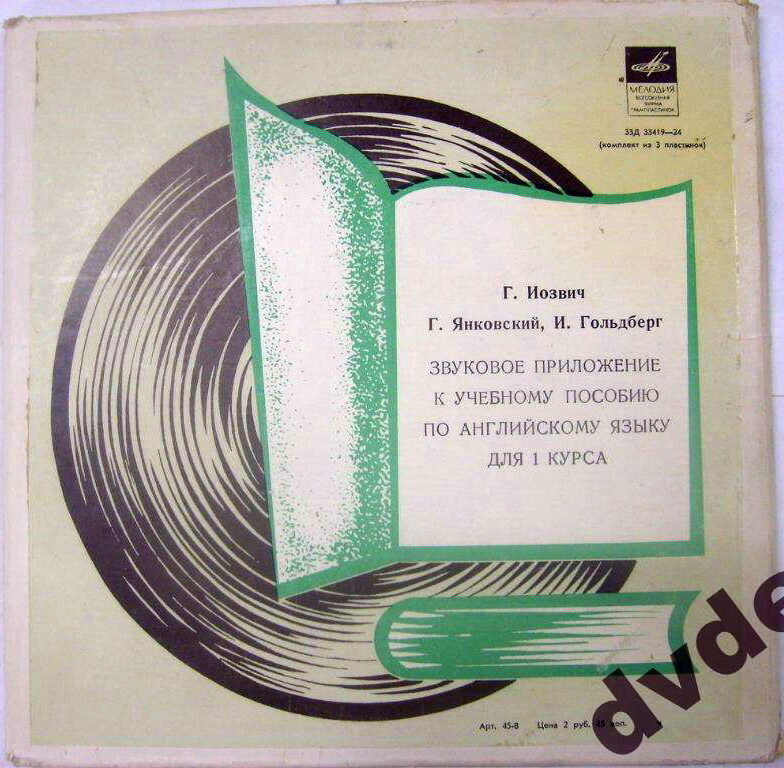 МЕЛОДИЯ
ВСЕСОЮЗНАЯ
ФИРМА
ГРАМПЛАСТИНОК
33Д 33419—24
(комплект из 3 пластинок)
Г. Иозвич
Г. Янковский, И. Гольдберг
ЗВУКОВОЕ ПРИЛОЖЕНИЕ
К УЧЕБНОМУ ПОСОБИЮ
ПО АНГЛИЙСКОМУ ЯЗЫКУ
ДЛЯ 1 КУРСА
Арт. 45-8 Цена 2 руб. 45 коп.
dvde